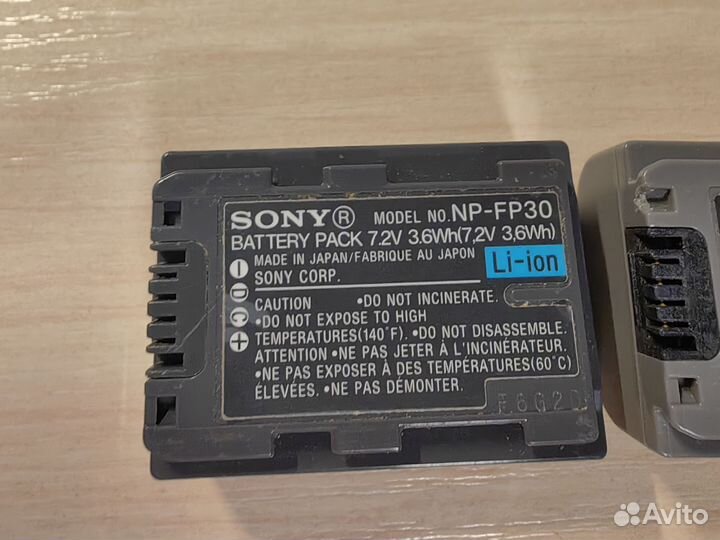 SONY® MODEL NO. NP-FP30
BATTERY PACK 7.2V 3.6Wh(7,2V 3,6Wh)
MADE IN JAPAN/FABRIQUE AU JAPON
SONY CORP.
Li-ion
CAUTION •DO NOT INCINERATE.
•DO NOT EXPOSE TO HIGH
TEMPERATURES(140°F). •DO NOT DISASSEMBLE.
ATTENTION •NE PAS JETER À L'INCINÉRATEUR.
•NE PAS EXPOSER À DES TEMPÉRATURES(60°C)
ÉLEVÉES. •NE PAS DÉMONTER.
D
C
Avito